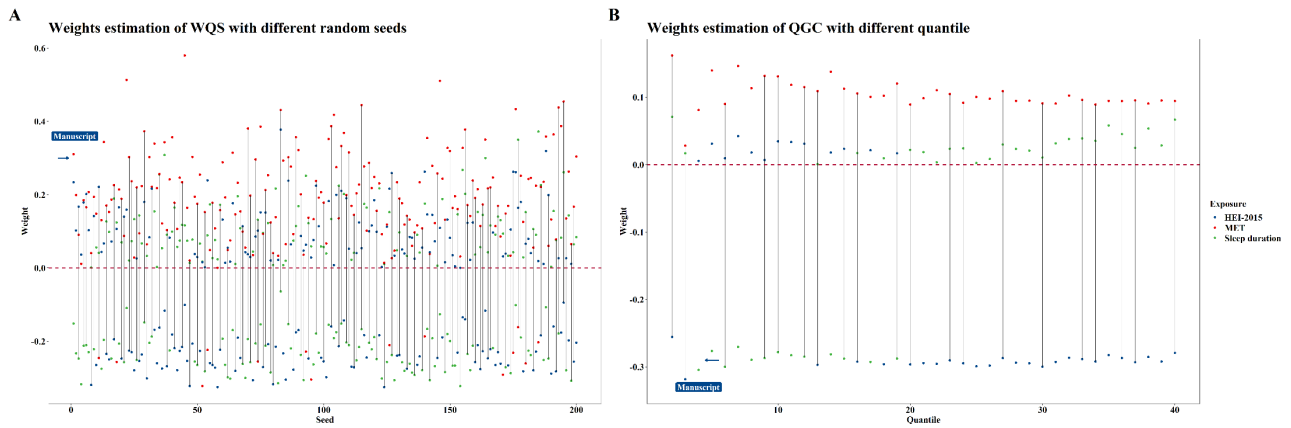 A
Weights estimation of WQS with different random seeds
0.6
0.4
0.2
0.0
-0.2
Weight
Manuscript
0
50
100
150
200
Seed
B
Weights estimation of QGC with different quantile
0.1
0.0
-0.1
-0.2
-0.3
Weight
Manuscript
10
20
30
40
Quantile
Exposure
HEI-2015
MET
Sleep duration